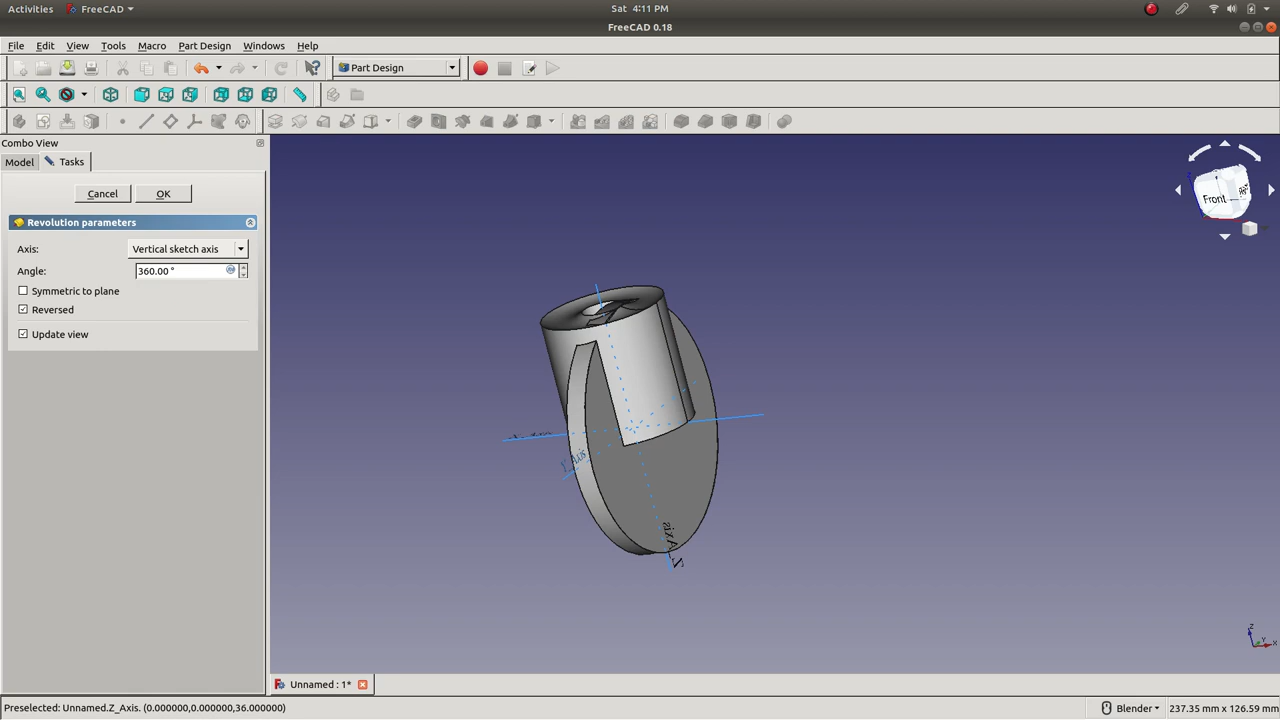 Activities FreeCAD Sat 4:11 PM
FreeCAD 0.18
File Edit View Tools Macro Part Design Windows Help
Part Design
Combo View
Model Tasks
Cancel OK
Revolution parameters
Axis: Vertical sketch axis
Angle: 360.00 °
Symmetric to plane
Reversed
Update view
Front
Y Axis
Z Axis
Z
Y
X
Unnamed : 1*
Preselected: Unnamed.Z_Axis. (0.000000,0.000000,36.000000)
Blender 237.35 mm x 126.59 mm